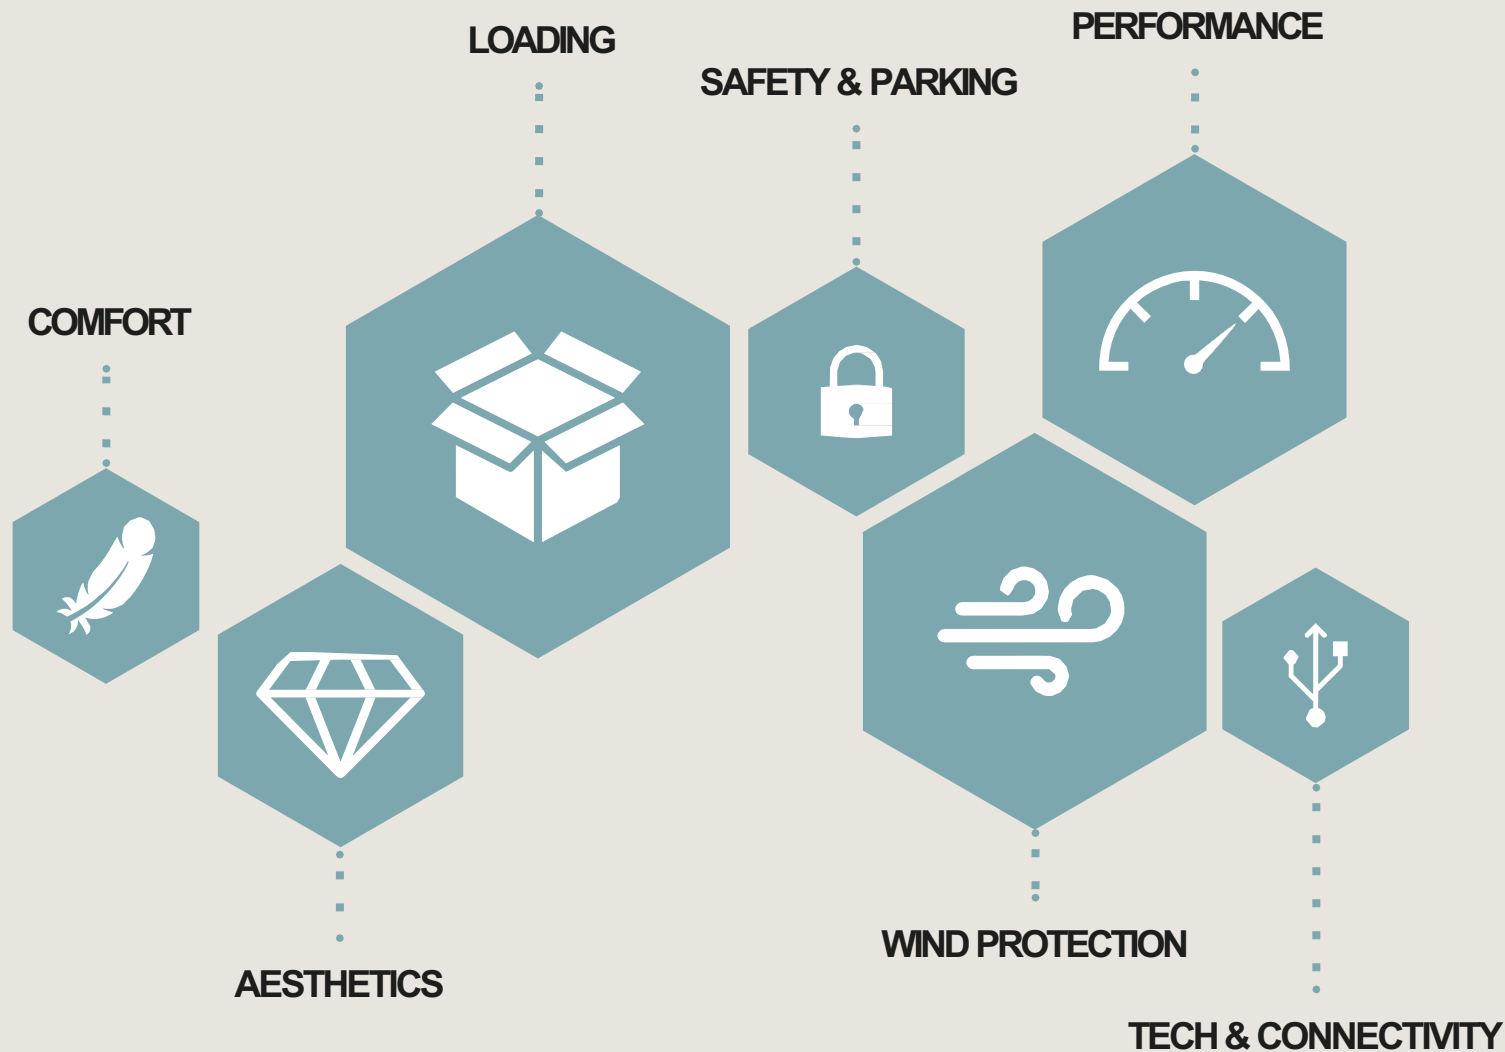 PERFORMANCE
LOADING
SAFETY & PARKING
COMFORT
WIND PROTECTION
AESTHETICS
TECH & CONNECTIVITY